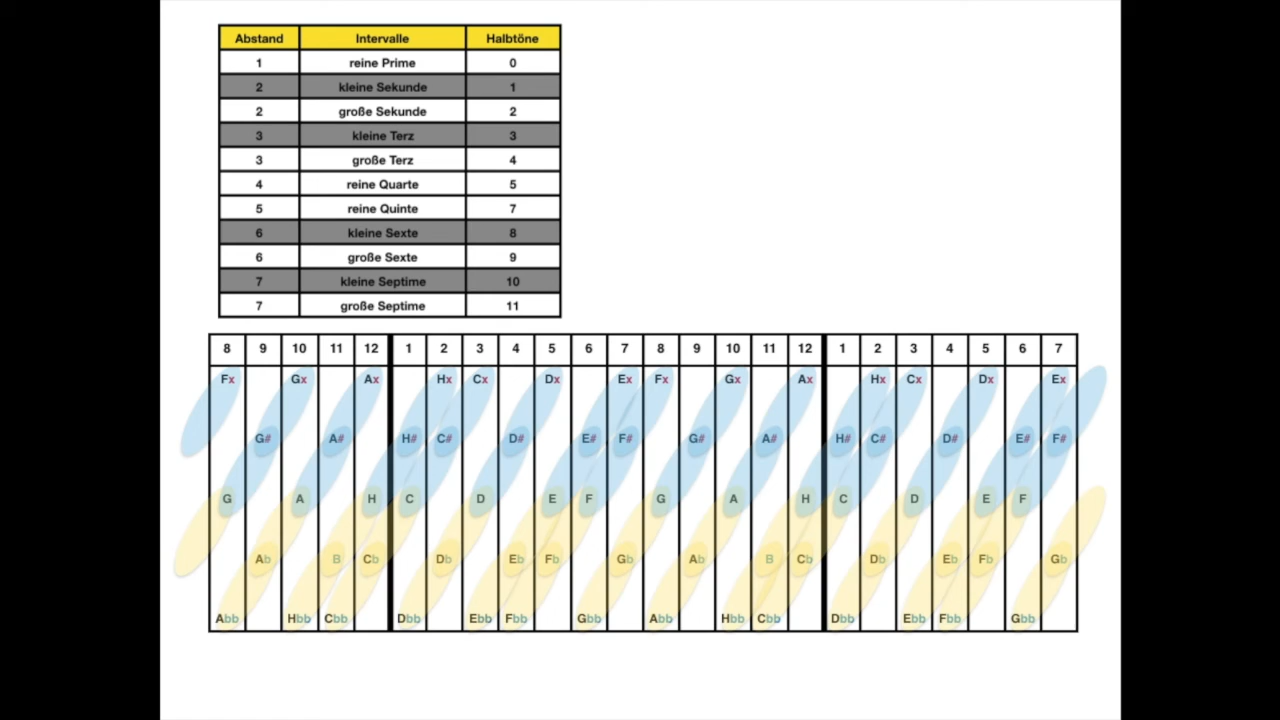 Abstand Intervalle Halbtöne
1 reine Prime 0
2 kleine Sekunde 1
2 große Sekunde 2
3 kleine Terz 3
3 große Terz 4
4 reine Quarte 5
5 reine Quinte 7
6 kleine Sexte 8
6 große Sexte 9
7 kleine Septime 10
7 große Septime 11
8 9 10 11 12 1 2 3 4 5 6 7 8 9 10 11 12 1 2 3 4 5 6 7
Fx Gx Ax Hx Cx Dx Ex Fx Gx Ax Hx Cx Dx Ex
G# A# H# C# D# E# F# G# A# H# C# D# E# F#
G A H C D E F G A H C D E F
Ab B Cb Db Eb Fb Gb Ab B Cb Db Eb Fb Gb
Abb Hbb Cbb Dbb Ebb Fbb Gbb Abb Hbb Cbb Dbb Ebb Fbb Gbb